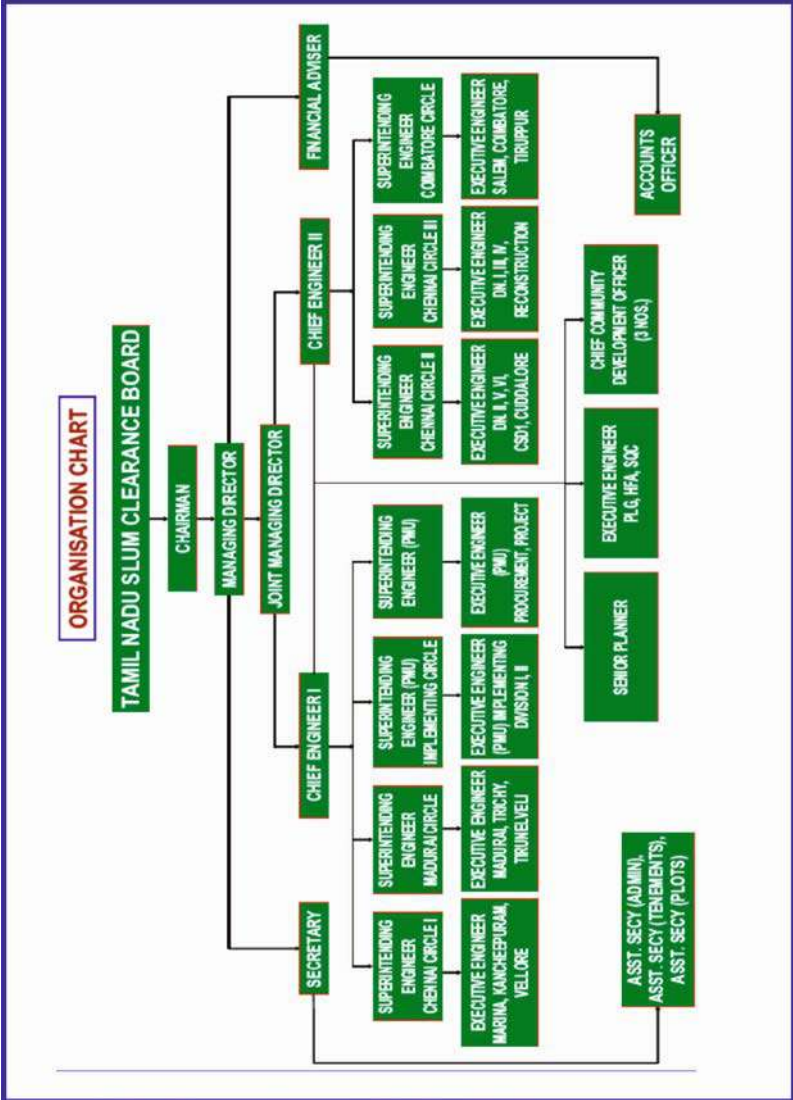 ORGANISATION CHART
TAMIL NADU SLUM CLEARANCE BOARD
CHAIRMAN
MANAGING DIRECTOR
JOINT MANAGING DIRECTOR
SECRETARY
CHIEF ENGINEER I
CHIEF ENGINEER II
FINANCIAL ADVISER
SUPERINTENDING
ENGINEER
CHENNAI CIRCLE I
SUPERINTENDING
ENGINEER
MADURAI CIRCLE
SUPERINTENDING
ENGINEER (PMU)
IMPLEMENTING CIRCLE
SUPERINTENDING
ENGINEER (PMU)
SUPERINTENDING
ENGINEER
CHENNAI CIRCLE II
SUPERINTENDING
ENGINEER
CHENNAI CIRCLE III
SUPERINTENDING
ENGINEER
COIMBATORE CIRCLE
EXECUTIVE ENGINEER
MARINA, KANCHEEPURAM,
VELLORE
EXECUTIVE ENGINEER
MADURAI, TRICHY,
TIRUNELVELI
EXECUTIVE ENGINEER
(PMU) IMPLEMENTING
DIVISION I, II
EXECUTIVE ENGINEER
(PMU)
PROCUREMENT, PROJECT
EXECUTIVE ENGINEER
DN. II, V, VI,
CSD1, CUDDALORE
EXECUTIVE ENGINEER
DN. I, III, IV,
RECONSTRUCTION
EXECUTIVE ENGINEER
SALEM, COIMBATORE,
TIRUPPUR
ASST. SECY (ADMIN),
ASST. SECY (TENEMENTS),
ASST. SECY (PLOTS)
SENIOR PLANNER
EXECUTIVE ENGINEER
PLG, HFA, SQC
CHIEF COMMUNITY
DEVELOPMENT OFFICER
(3 NOS.)
ACCOUNTS
OFFICER